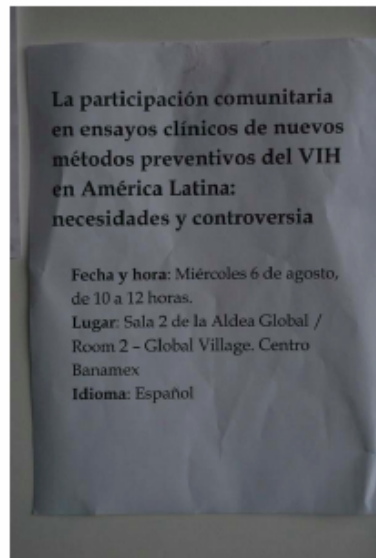 La participación comunitaria
en ensayos clínicos de nuevos
métodos preventivos del VIH
en América Latina:
necesidades y controversia
Fecha y hora: Miércoles 6 de agosto,
de 10 a 12 horas.
Lugar: Sala 2 de la Aldea Global /
Room 2 – Global Village. Centro
Banamex
Idioma: Español